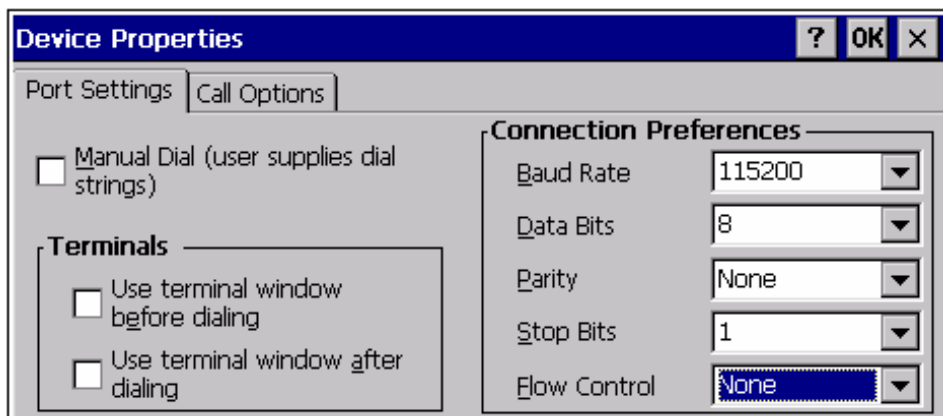 Device Properties ? OK ×
Port Settings Call Options
Manual Dial (user supplies dial
strings)
Terminals
Use terminal window
before dialing
Use terminal window after
dialing
Connection Preferences
Baud Rate 115200
Data Bits 8
Parity None
Stop Bits 1
Flow Control None